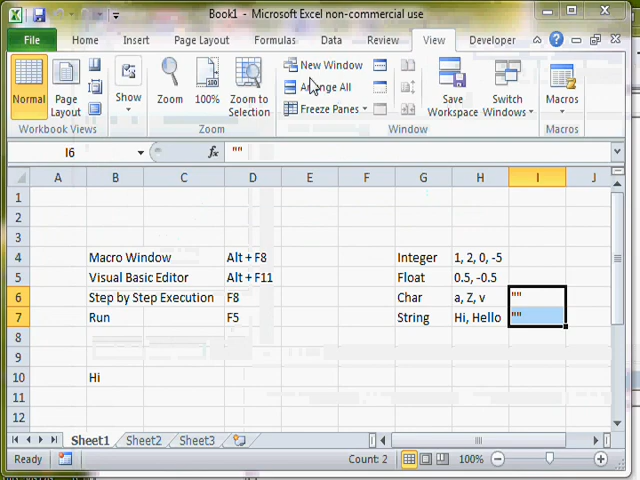 Book1 - Microsoft Excel non-commercial use
File Home Insert Page Layout Formulas Data Review View Developer
Normal Page Layout Show Zoom 100% Zoom to Selection New Window Arrange All Freeze Panes Save Workspace Switch Windows Macros
Workbook Views Zoom Window Macros
I6 fx ""
A B C D E F G H I J
1
2
3
4 Macro Window Alt + F8 Integer 1, 2, 0, -5
5 Visual Basic Editor Alt + F11 Float 0.5, -0.5
6 Step by Step Execution F8 Char a, Z, v ""
7 Run F5 String Hi, Hello ""
8
9
10 Hi
11
12
Sheet1 Sheet2 Sheet3
Ready Count: 2 100%